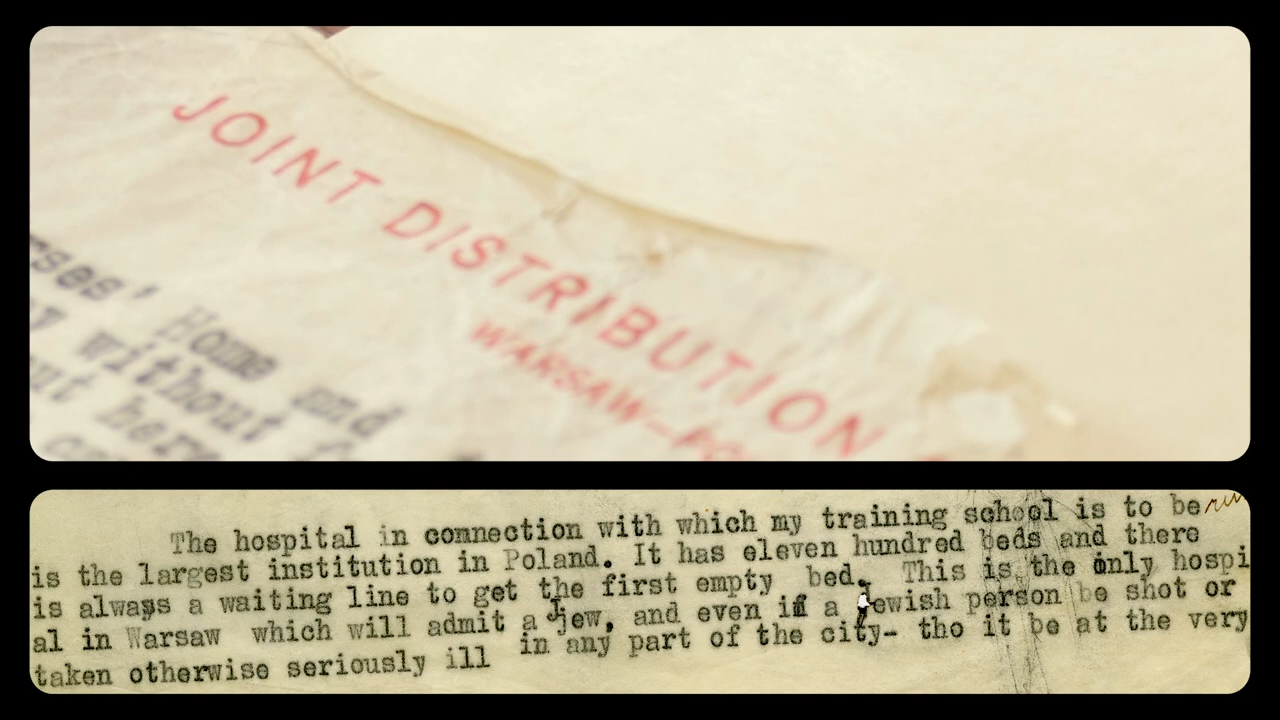 JOINT DISTRIBUTION
WARSAW—PO
rses' Home and
y without f
ut here
The hospital in connection with which my training school is to be run
is the largest institution in Poland. It has eleven hundred beds and there
is always a waiting line to get the first empty bed. This is the only hospi
al in Warsaw which will admit a Jew, and even if a Jewish person be shot or
taken otherwise seriously ill in any part of the city- tho it be at the very